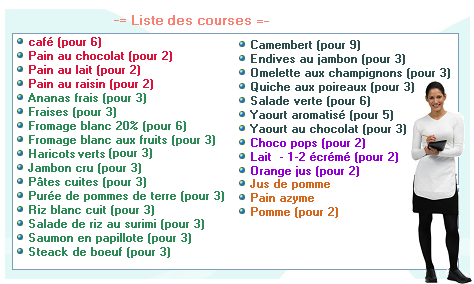 -= Liste des courses =-
café (pour 6)
Pain au chocolat (pour 2)
Pain au lait (pour 2)
Pain au raisin (pour 2)
Ananas frais (pour 3)
Fraises (pour 3)
Fromage blanc 20% (pour 6)
Fromage blanc aux fruits (pour 3)
Haricots verts (pour 3)
Jambon cru (pour 3)
Pâtes cuites (pour 3)
Purée de pommes de terre (pour 3)
Riz blanc cuit (pour 3)
Salade de riz au surimi (pour 3)
Saumon en papillote (pour 3)
Steack de boeuf (pour 3)
Camembert (pour 9)
Endives au jambon (pour 3)
Omelette aux champignons (pour 3)
Quiche aux poireaux (pour 3)
Salade verte (pour 6)
Yaourt aromatisé (pour 5)
Yaourt au chocolat (pour 3)
Choco pops (pour 2)
Lait - 1-2 écrémé (pour 2)
Orange jus (pour 2)
Jus de pomme
Pain azyme
Pomme (pour 2)